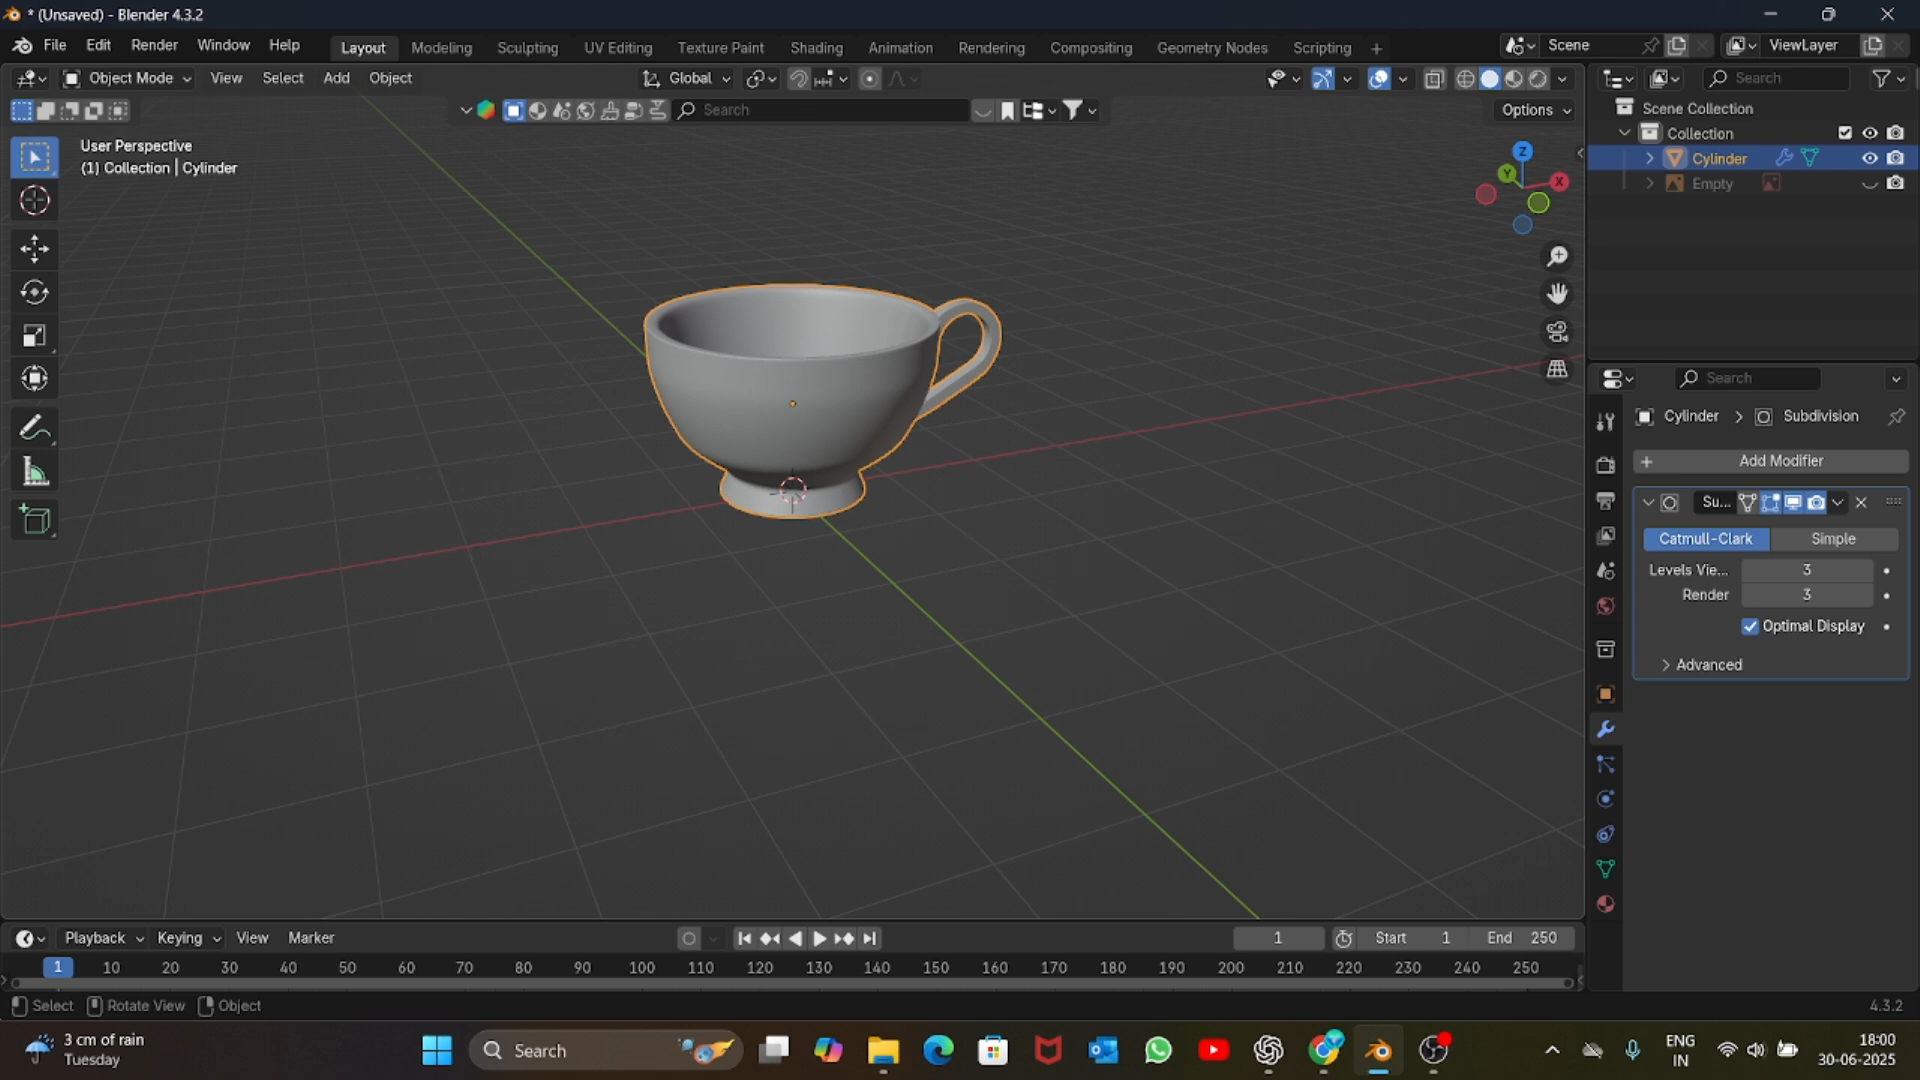 * (Unsaved) - Blender 4.3.2
File Edit Render Window Help
Layout Modeling Sculpting UV Editing Texture Paint Shading Animation Rendering Compositing Geometry Nodes Scripting +
Scene
ViewLayer
Object Mode View Select Add Object
Global
Search
Search
Options
User Perspective
(1) Collection | Cylinder
Z
Y
X
Scene Collection
Collection
Cylinder
Empty
Search
Cylinder > Subdivision
+ Add Modifier
Su...
Catmull-Clark Simple
Levels Vie... 3
Render 3
Optimal Display
> Advanced
Playback Keying View Marker
1
Start 1 End 250
1 10 20 30 40 50 60 70 80 90 100 110 120 130 140 150 160 170 180 190 200 210 220 230 240 250
Select Rotate View Object
4.3.2
3 cm of rain
Tuesday
Search
ENG
IN
18:00
30-06-2025